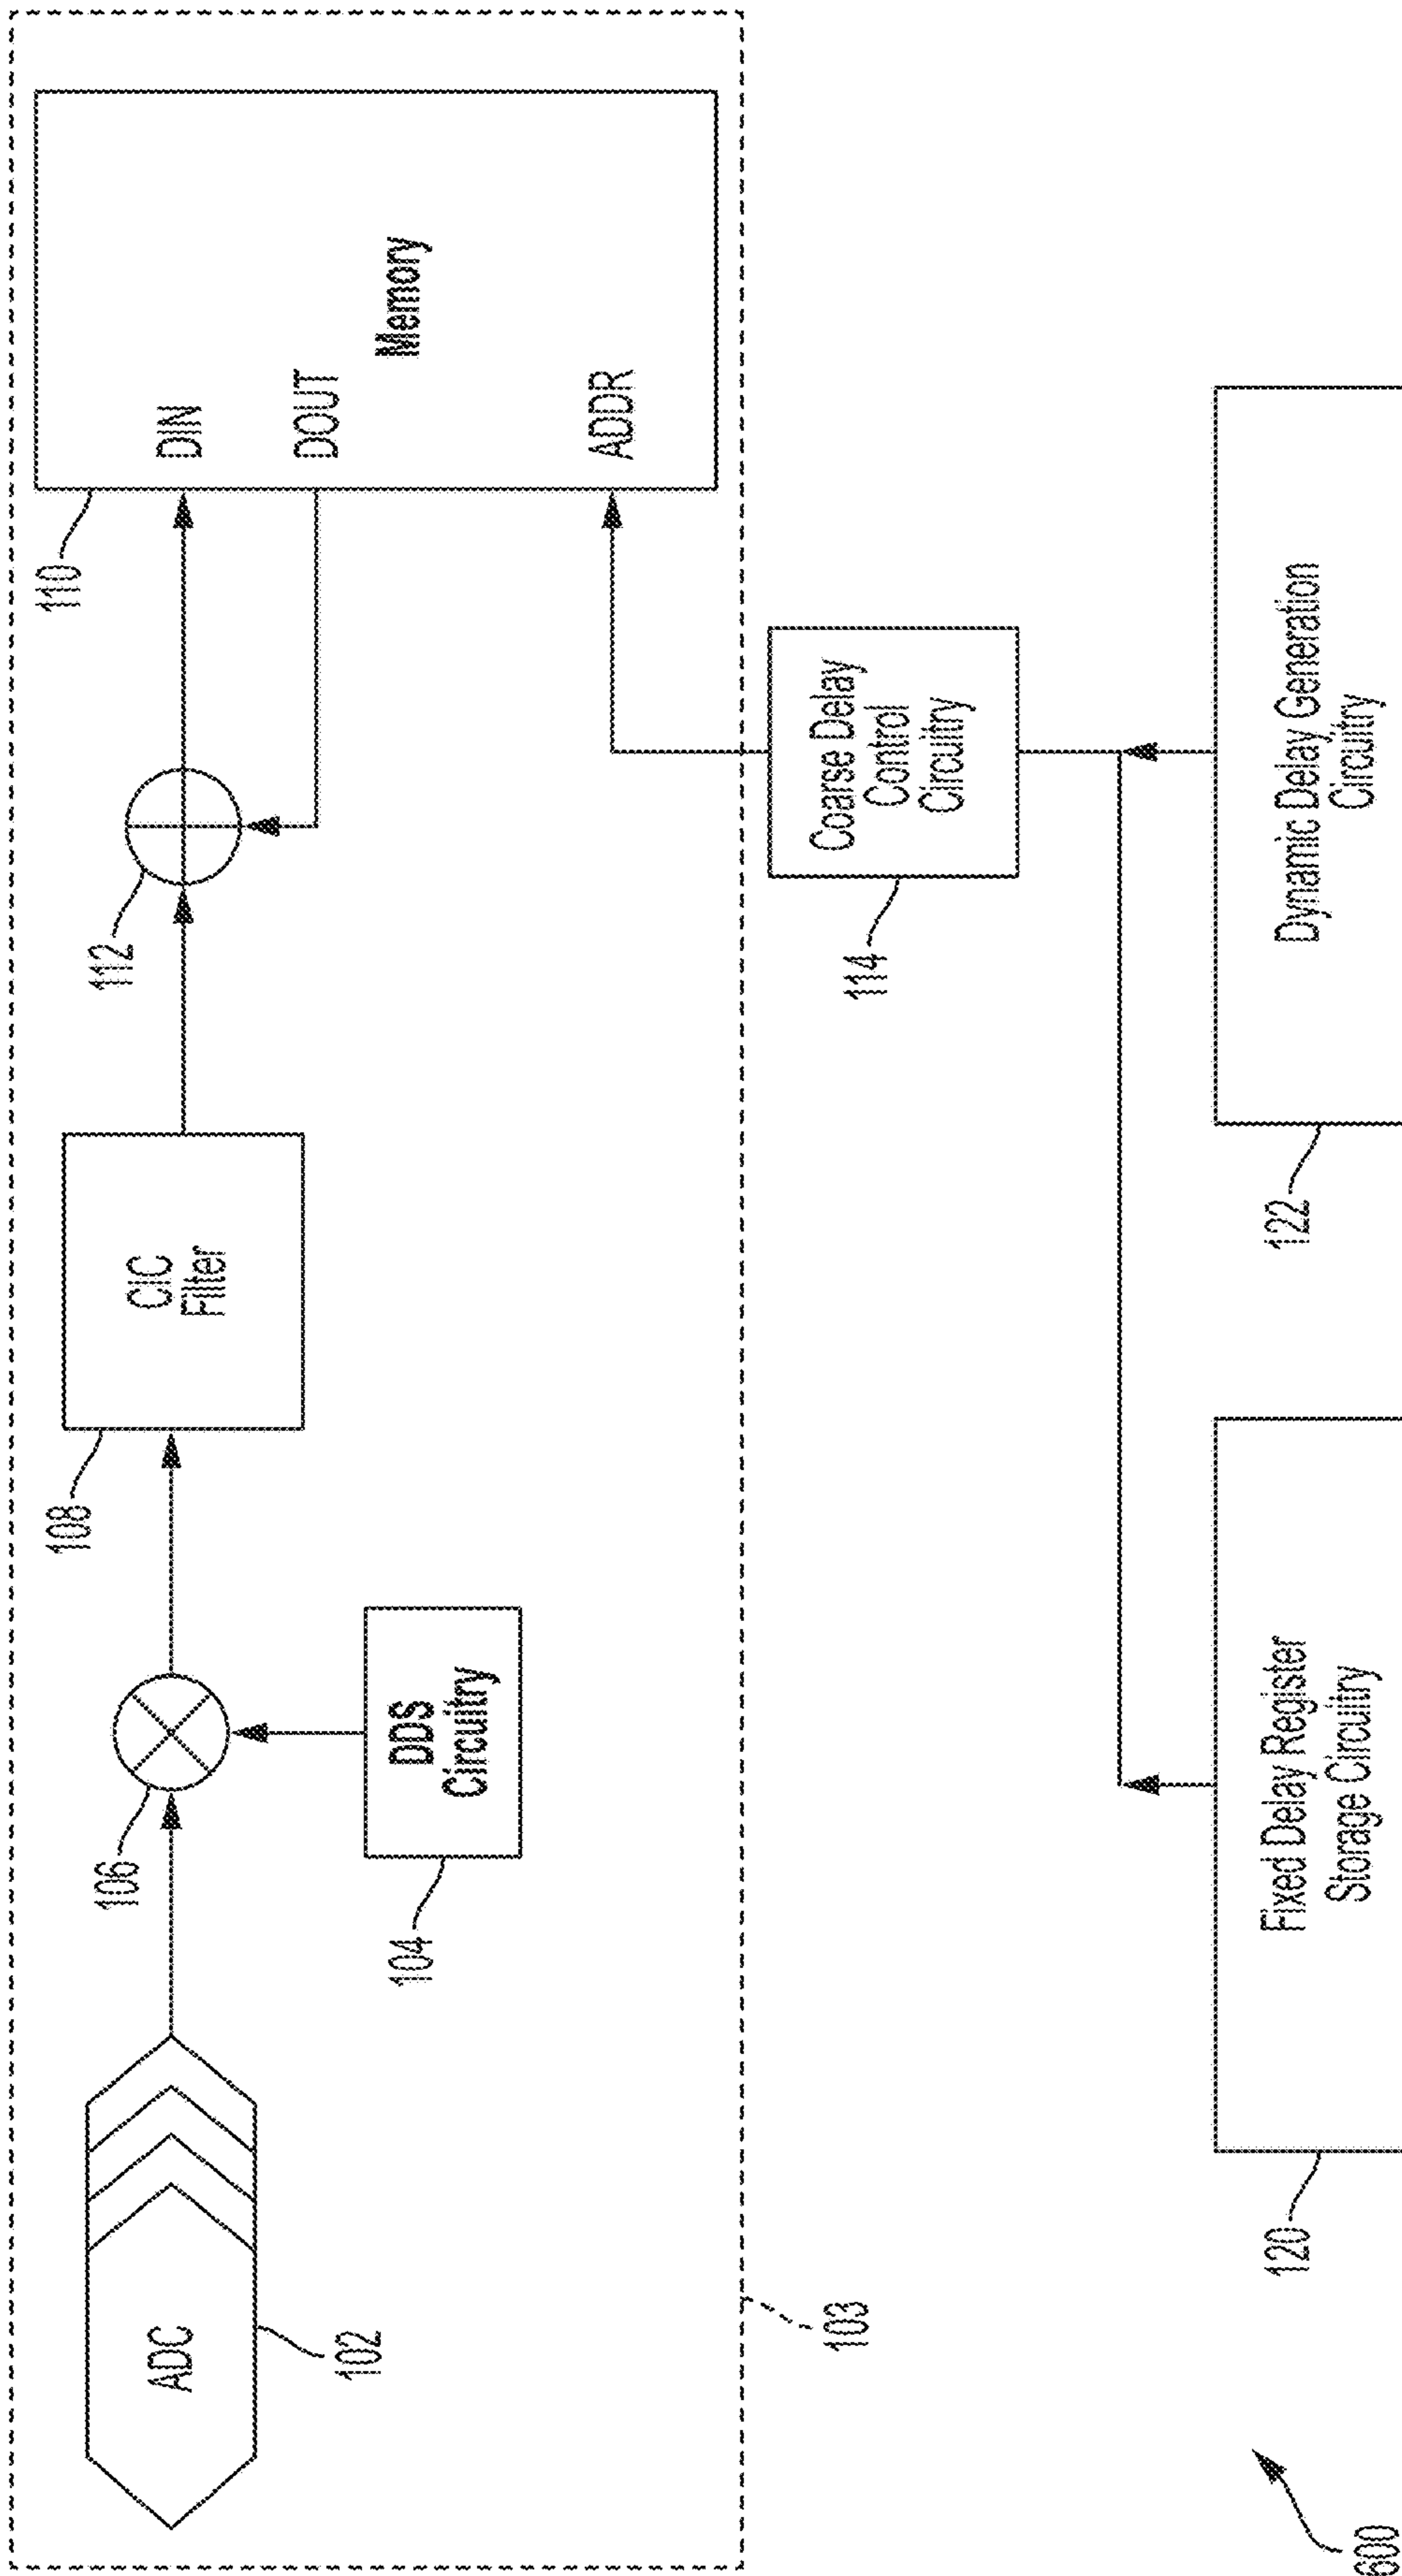 110
DIN
DOUT
Memory
ADDR
112
CIC
Filter
108
106
DDS
Circuitry
104
ADC
102
103
Coarse Delay
Control
Circuitry
114
Dynamic Delay Generation
Circuitry
122
Fixed Delay Register
Storage Circuitry
120
600